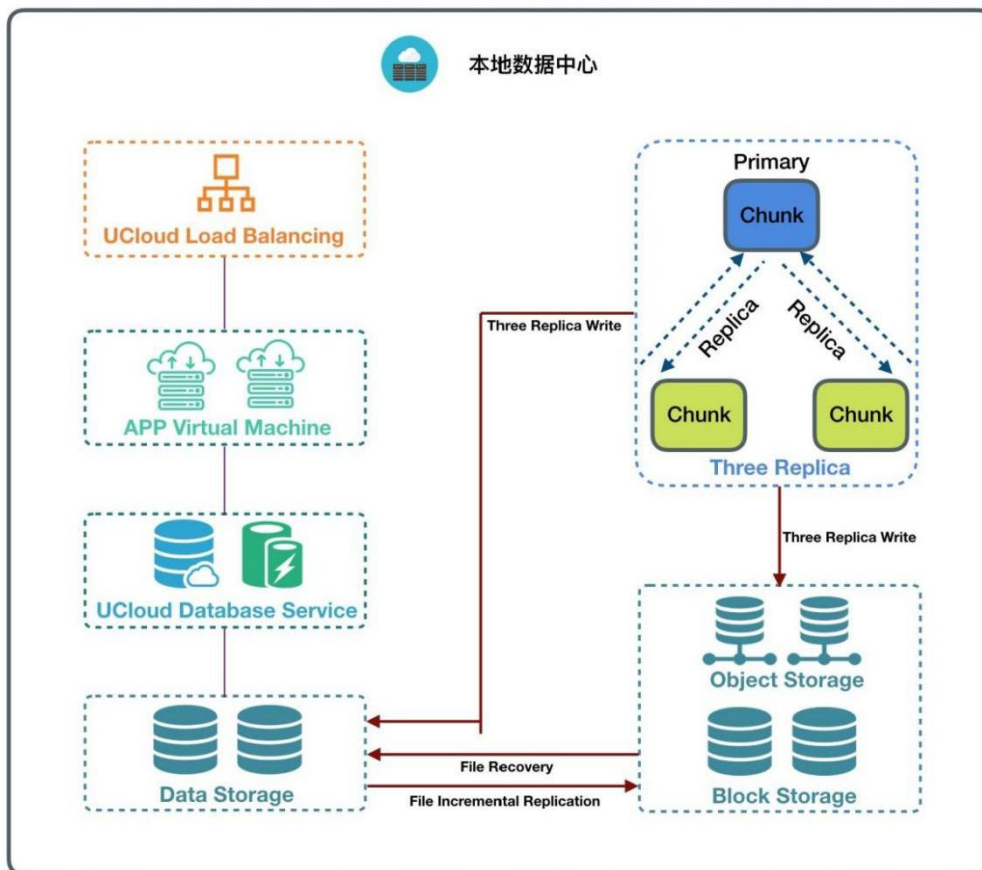 本地数据中心
UCloud Load Balancing
APP Virtual Machine
UCloud Database Service
Data Storage
Three Replica Write
File Recovery
File Incremental Replication
Primary
Chunk
Replica
Replica
Chunk
Chunk
Three Replica
Three Replica Write
Object Storage
Block Storage